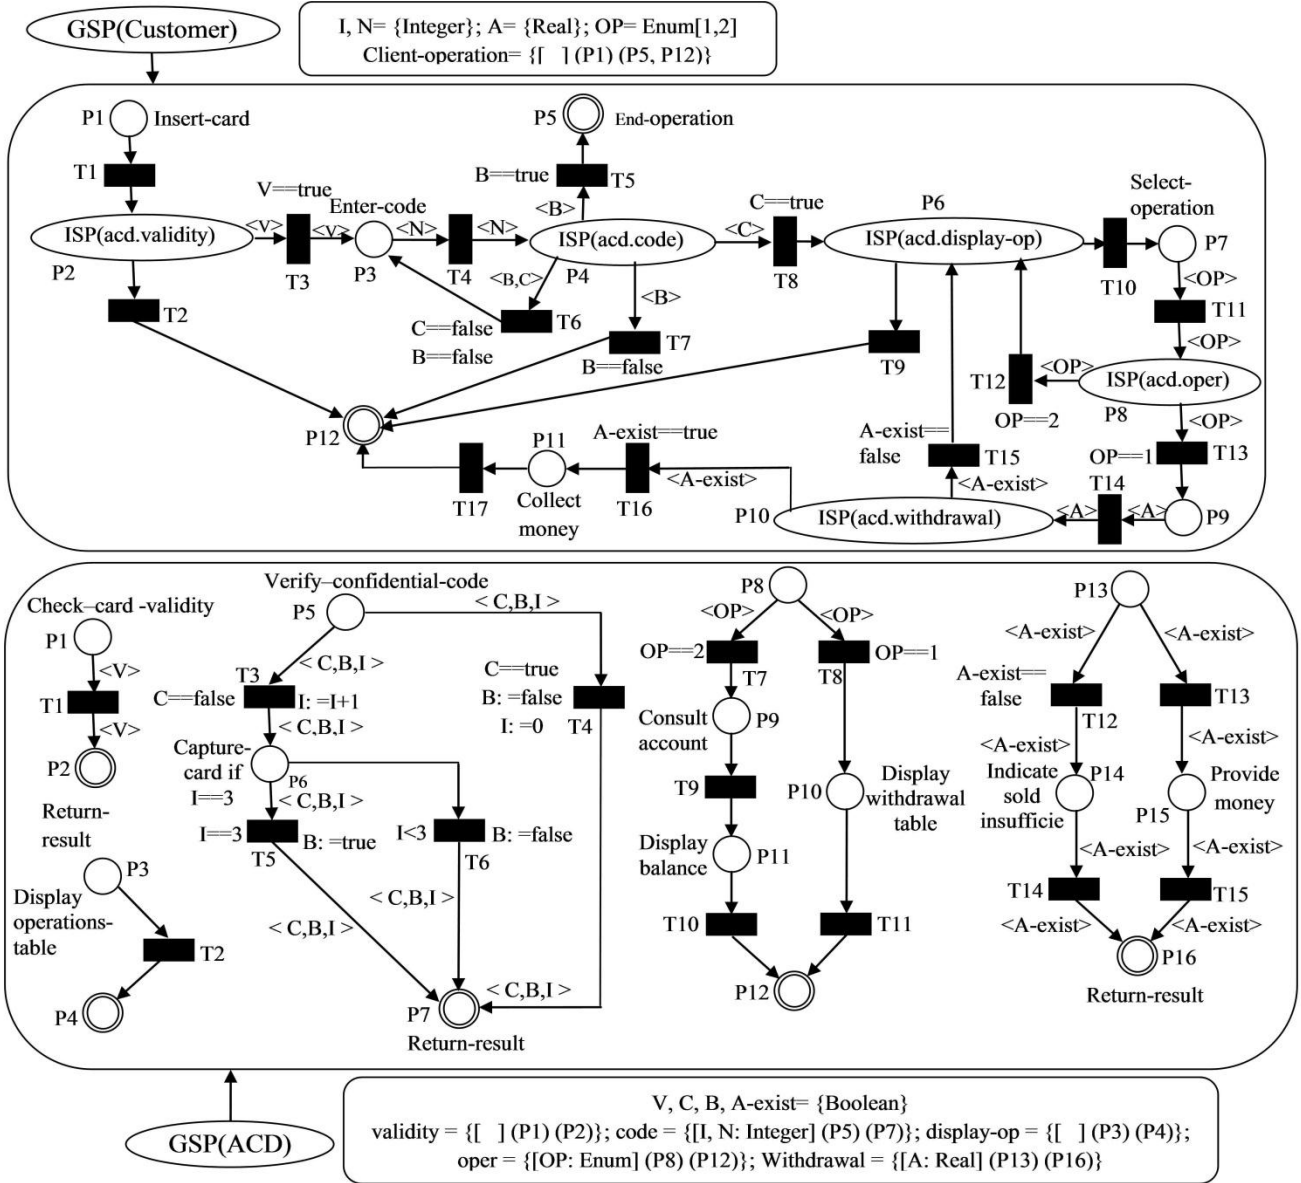 GSP(Customer)
I, N= {Integer}; A= {Real}; OP= Enum[1,2]
Client-operation= {[ ] (P1) (P5, P12)}
P1
Insert-card
P5
End-operation
T1
V==true
B==true
T5
Select-
operation
Enter-code
<B>
C==true
P6
ISP(acd.validity)
<v>
<v>
<N>
<N>
ISP(acd.code)
<C>
ISP(acd.display-op)
P7
P2
T3
P3
T4
P4
T8
T10
<OP>
<B,C>
<B>
T11
T2
C==false
T6
<OP>
B==false
T7
B==false
T9
T12
<OP>
ISP(acd.oper)
P8
OP==2
<OP>
P12
P11
A-exist==true
A-exist==
false
T15
OP==1
T13
T17
Collect
money
T16
<A-exist>
<A-exist>
T14
P10
ISP(acd.withdrawal)
<A>
<A>
P9
Verify–confidential-code
P8
P13
Check–card -validity
P5
< C,B,I >
<OP>
<OP>
<A-exist>
<A-exist>
P1
<V>
< C,B,I >
OP==2
OP==1
T3
C==true
T7
T8
A-exist==
false
T1
C==false
I: =I+1
B: =false
T13
<V>
< C,B,I >
I: =0
T4
Consult
account
P9
T12
P2
Capture-
card if
I==3
P6
<A-exist>
<A-exist>
Return-
result
< C,B,I >
T9
P10
Display
withdrawal
table
Indicate
sold
insufficie
P14
Provide
money
P15
I==3
B: =true
I<3
B: =false
T5
T6
Display
balance
P11
<A-exist>
<A-exist>
P3
Display
operations-
table
< C,B,I >
T14
T15
T2
< C,B,I >
T10
T11
<A-exist>
<A-exist>
P4
P7
< C,B,I >
P12
P16
Return-result
Return-result
V, C, B, A-exist= {Boolean}
GSP(ACD)
validity = {[ ] (P1) (P2)}; code = {[I, N: Integer] (P5) (P7)}; display-op = {[ ] (P3) (P4)};
oper = {[OP: Enum] (P8) (P12)}; Withdrawal = {[A: Real] (P13) (P16)}